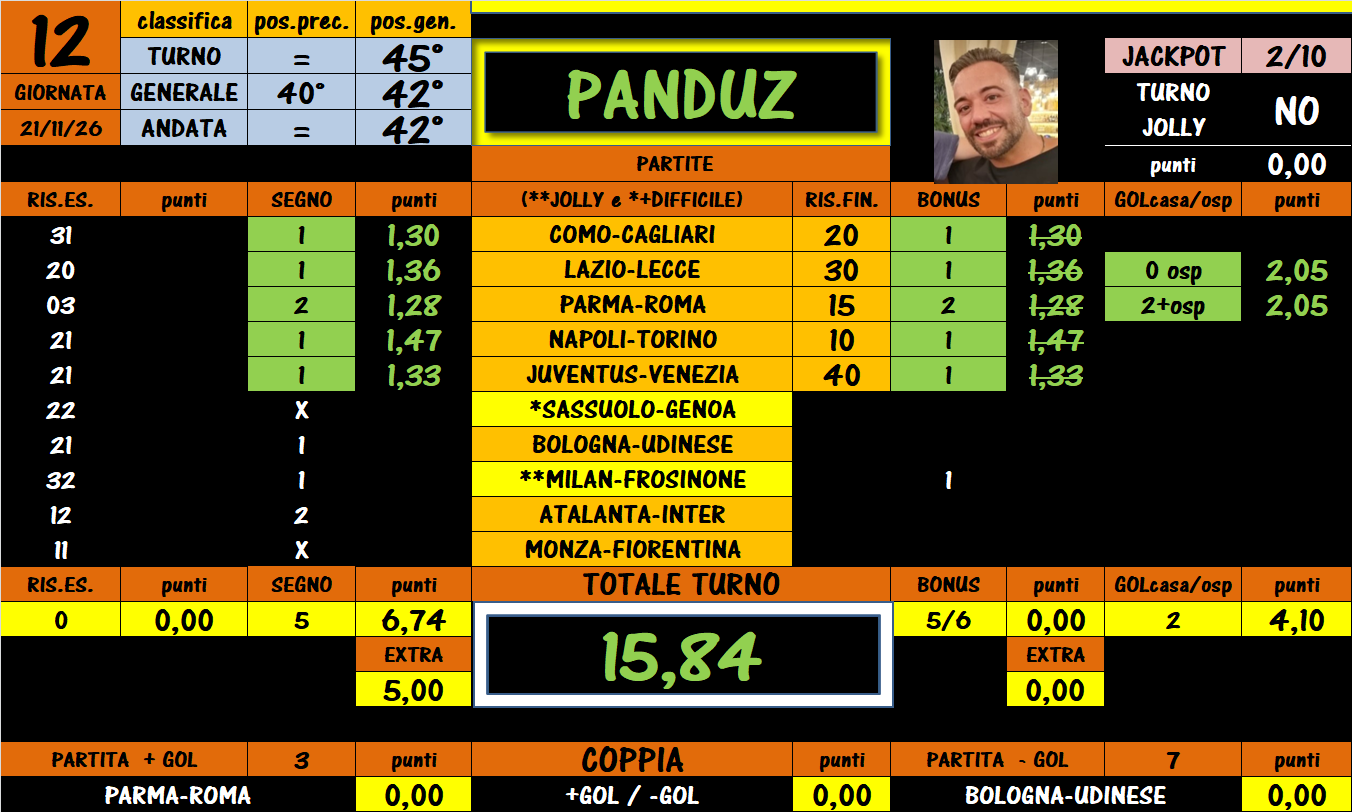 12 classifica pos.prec. pos.gen.
TURNO = 45° PANDUZ JACKPOT 2/10
GIORNATA GENERALE 40° 42° TURNO JOLLY NO
21/11/26 ANDATA = 42°
PARTITE punti 0,00
RIS.ES. punti SEGNO punti (**JOLLY e *+DIFFICILE) RIS.FIN. BONUS punti GOLcasa/osp punti
31 1 1,30 COMO-CAGLIARI 20 1 1,30
20 1 1,36 LAZIO-LECCE 30 1 1,36 0 osp 2,05
03 2 1,28 PARMA-ROMA 15 2 1,28 2+osp 2,05
21 1 1,47 NAPOLI-TORINO 10 1 1,47
21 1 1,33 JUVENTUS-VENEZIA 40 1 1,33
22 X *SASSUOLO-GENOA
21 1 BOLOGNA-UDINESE
32 1 **MILAN-FROSINONE 1
12 2 ATALANTA-INTER
11 X MONZA-FIORENTINA
RIS.ES. punti SEGNO punti TOTALE TURNO BONUS punti GOLcasa/osp punti
0 0,00 5 6,74 15,84 5/6 0,00 2 4,10
EXTRA EXTRA
5,00 0,00
PARTITA + GOL 3 punti COPPIA punti PARTITA - GOL 7 punti
PARMA-ROMA 0,00 +GOL / -GOL 0,00 BOLOGNA-UDINESE 0,00